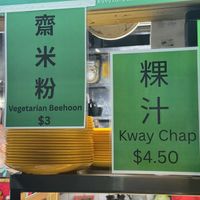 齋
米
粉
Vegetarian Beehoon
$3
粿
汁
Kway Chap
$4.50